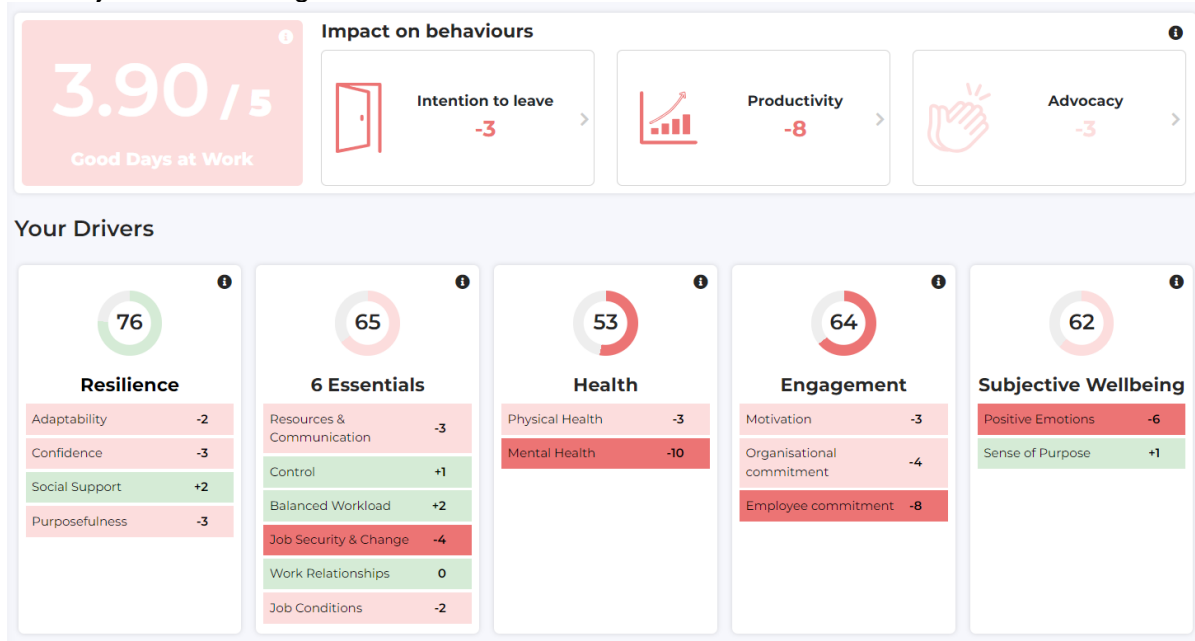 3.90 / 5
Good Days at Work
Impact on behaviours
Intention to leave
-3
Productivity
-8
Advocacy
-3
Your Drivers
76
Resilience
Adaptability -2
Confidence -3
Social Support +2
Purposefulness -3
65
6 Essentials
Resources &
Communication -3
Control +1
Balanced Workload +2
Job Security & Change -4
Work Relationships 0
Job Conditions -2
53
Health
Physical Health -3
Mental Health -10
64
Engagement
Motivation -3
Organisational
commitment -4
Employee commitment -8
62
Subjective Wellbeing
Positive Emotions -6
Sense of Purpose +1